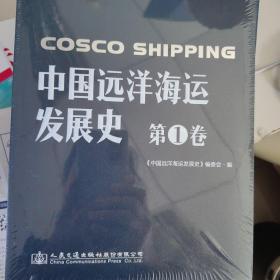 COSCO SHIPPING
中国远洋海运
发展史 第1卷
《中国远洋海运发展史》编委会·编
人民交通出版社股份有限公司
China Communications Press Co., Ltd.